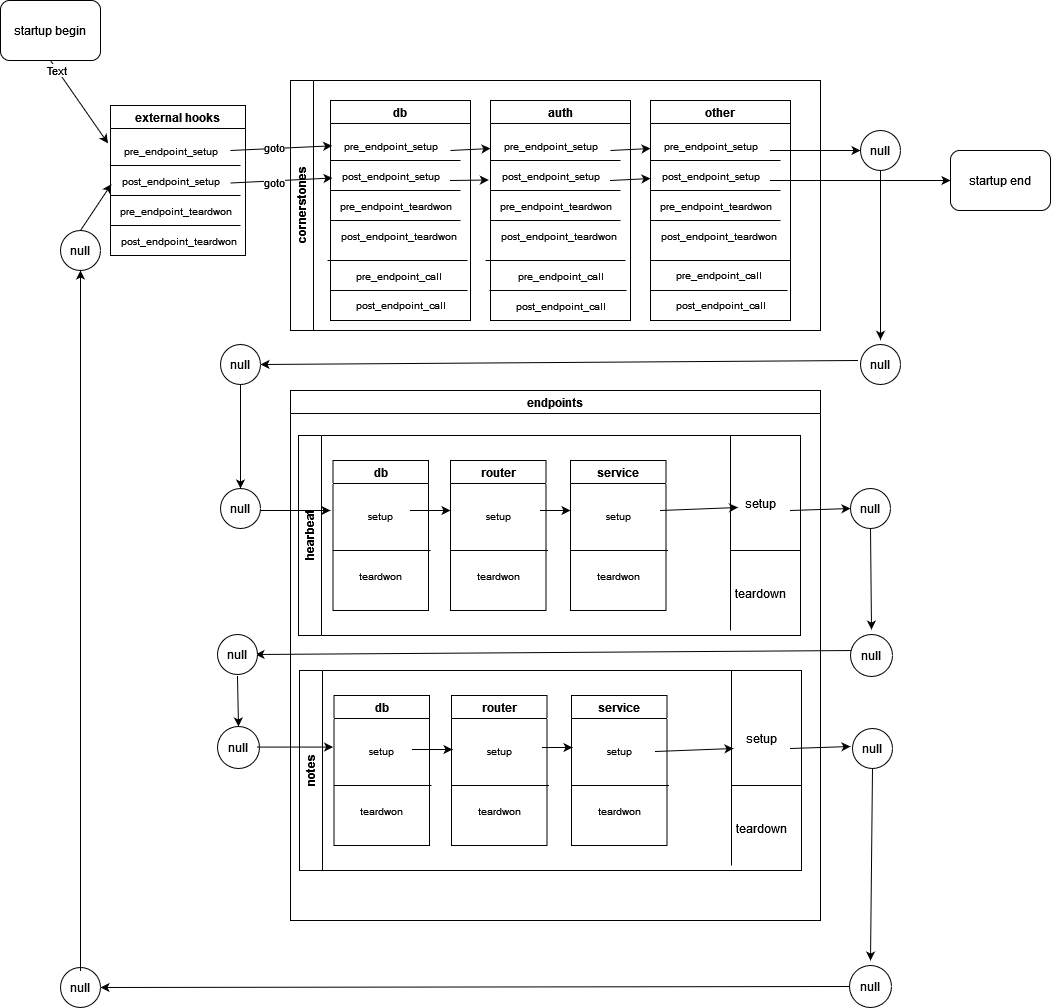 startup begin
Text
external hooks
pre_endpoint_setup
post_endpoint_setup
pre_endpoint_teardwon
post_endpoint_teardwon
null
goto
goto
cornerstones
db
pre_endpoint_setup
post_endpoint_setup
pre_endpoint_teardwon
post_endpoint_teardwon
pre_endpoint_call
post_endpoint_call
auth
pre_endpoint_setup
post_endpoint_setup
pre_endpoint_teardwon
post_endpoint_teardwon
pre_endpoint_call
post_endpoint_call
other
pre_endpoint_setup
post_endpoint_setup
pre_endpoint_teardwon
post_endpoint_teardwon
pre_endpoint_call
post_endpoint_call
null
startup end
null
null
endpoints
null
hearbeat
db
setup
teardwon
router
setup
teardwon
service
setup
teardwon
setup
teardown
null
null
null
null
notes
db
setup
teardwon
router
setup
teardwon
service
setup
teardwon
setup
teardown
null
null
null